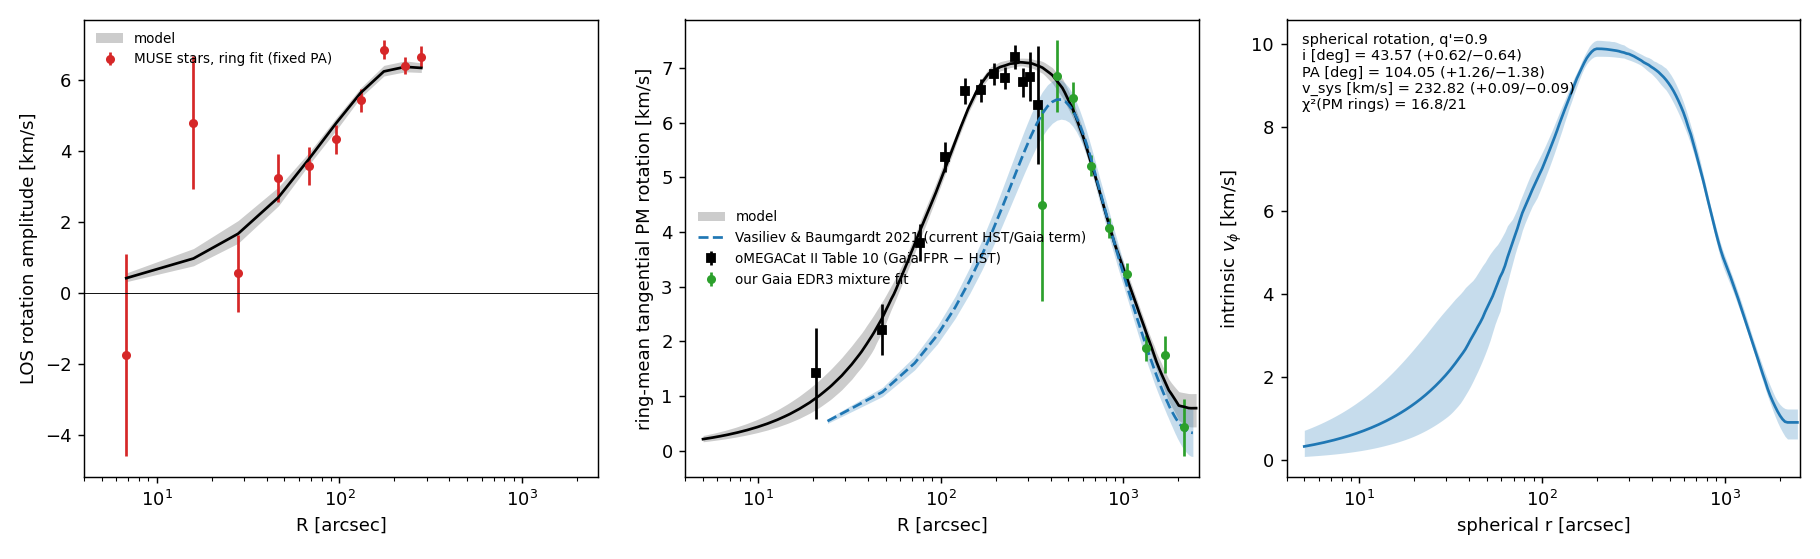 model
MUSE stars, ring fit (fixed PA)
LOS rotation amplitude [km/s]
6
4
2
0
−2
−4
10¹
10²
10³
R [arcsec]
ring-mean tangential PM rotation [km/s]
7
6
5
4
3
2
1
0
model
Vasiliev & Baumgardt 2021 (current HST/Gaia term)
oMEGACat II Table 10 (Gaia FPR − HST)
our Gaia EDR3 mixture fit
10¹
10²
10³
R [arcsec]
intrinsic vϕ [km/s]
10
8
6
4
2
0
spherical rotation, q'=0.9
i [deg] = 43.57 (+0.62/−0.64)
PA [deg] = 104.05 (+1.26/−1.38)
v_sys [km/s] = 232.82 (+0.09/−0.09)
χ²(PM rings) = 16.8/21
10¹
10²
10³
spherical r [arcsec]